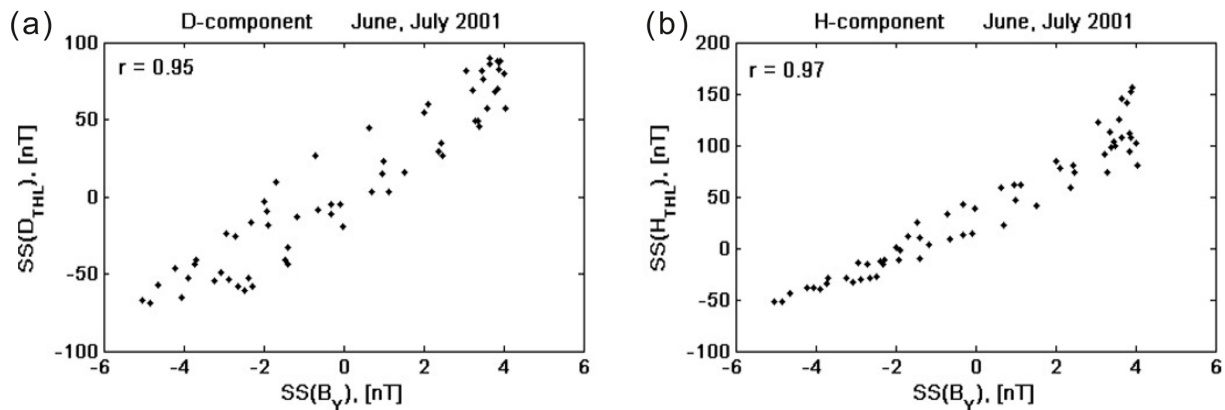 (a)
D-component June, July 2001
r = 0.95
100
50
0
-50
-100
SS(D_THL), [nT]
-6 -4 -2 0 2 4 6
SS(B_Y), [nT]
(b)
H-component June, July 2001
r = 0.97
200
150
100
50
0
-50
-100
SS(H_THL), [nT]
-6 -4 -2 0 2 4 6
SS(B_Y), [nT]